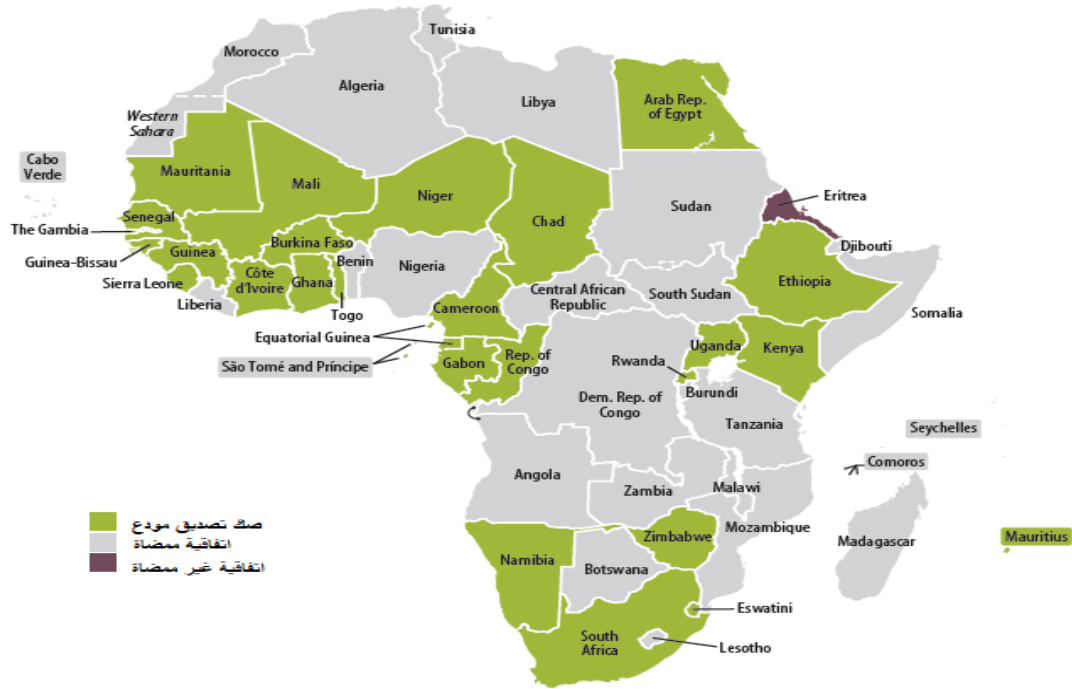 Tunisia
Morocco
Algeria
Libya
Arab Rep.
of Egypt
Western
Sahara
Cabo
Verde
Mauritania
Mali
Niger
Chad
Sudan
Eritrea
Senegal
The Gambia
Guinea-Bissau
Guinea
Burkina Faso
Djibouti
Sierra Leone
Liberia
Côte
d'Ivoire
Ghana
Benin
Togo
Nigeria
Cameroon
Central African
Republic
South Sudan
Ethiopia
Somalia
Equatorial Guinea
São Tomé and Príncipe
Gabon
Rep. of
Congo
Dem. Rep. of
Congo
Rwanda
Uganda
Kenya
Burundi
Tanzania
Seychelles
Comoros
Angola
Zambia
Malawi
Mozambique
Madagascar
Mauritius
Zimbabwe
Namibia
Botswana
Eswatini
South
Africa
Lesotho
صك تصديق مودع
اتفاقية ممضاة
اتفاقية غير ممضاة